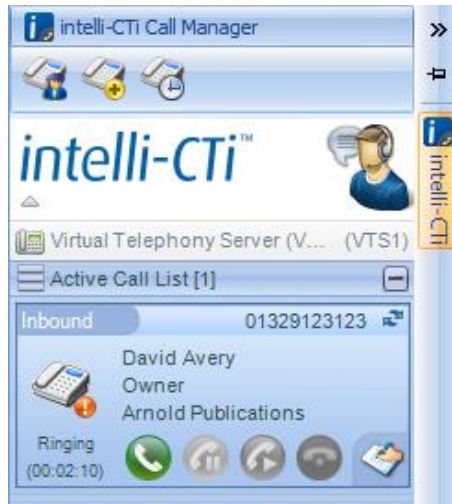 intelli-CTi Call Manager
intelli-CTi™
Virtual Telephony Server (V... (VTS1)
Active Call List [1]
Inbound 01329123123
David Avery
Owner
Arnold Publications
Ringing
(00:02:10)
intelli-CTi